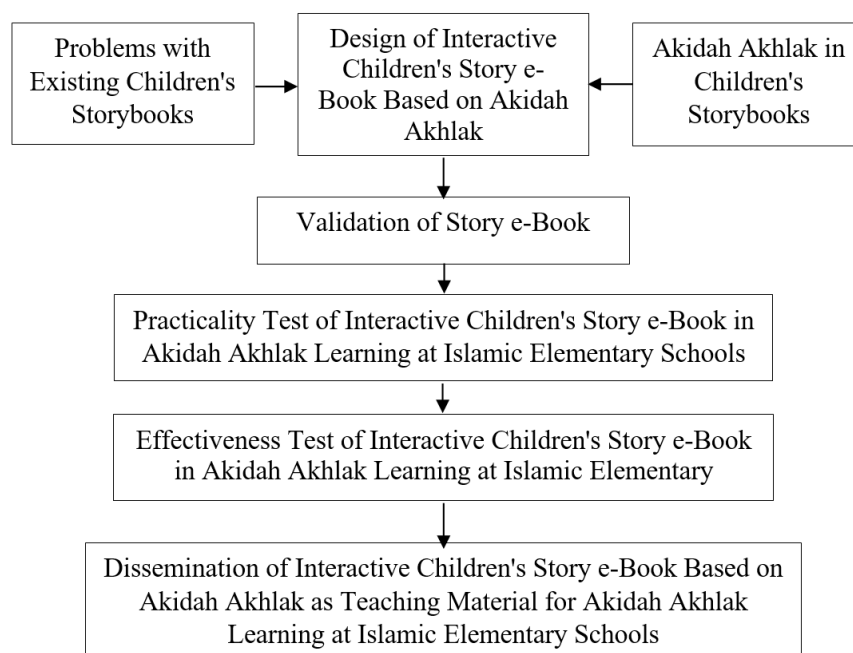 Problems with
Existing Children's
Storybooks
Design of Interactive
Children's Story e-
Book Based on Akidah
Akhlak
Akidah Akhlak in
Children's
Storybooks
Validation of Story e-Book
Practicality Test of Interactive Children's Story e-Book in
Akidah Akhlak Learning at Islamic Elementary Schools
Effectiveness Test of Interactive Children's Story e-Book
in Akidah Akhlak Learning at Islamic Elementary
Dissemination of Interactive Children's Story e-Book Based on
Akidah Akhlak as Teaching Material for Akidah Akhlak
Learning at Islamic Elementary Schools